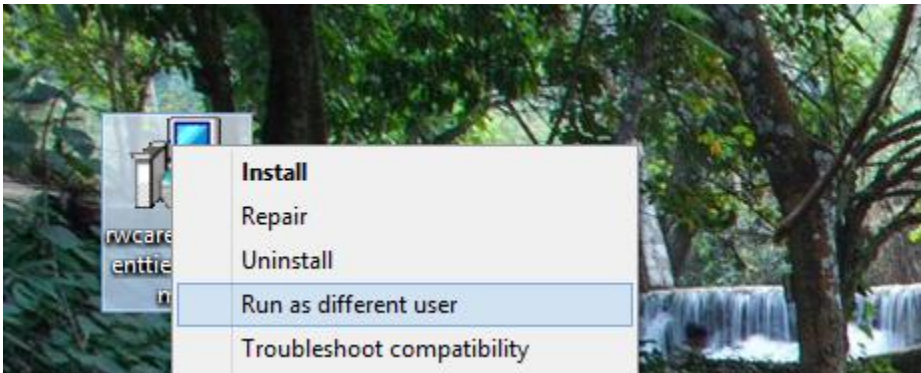 Install
Repair
Uninstall
Run as different user
Troubleshoot compatibility
rwcare
enttie